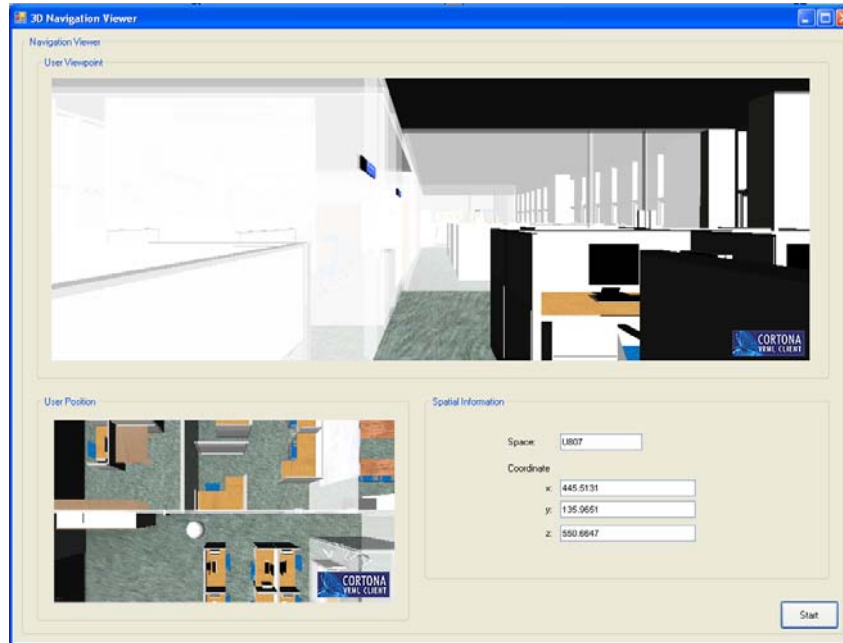 3D Navigation Viewer
Navigation Viewer
User Viewpoint
CORTONA
VRML CLIENT
User Position
CORTONA
VRML CLIENT
Spatial Information
Space: U807
Coordinate
x: 445.5131
y: 135.9651
z: 550.6647
Start